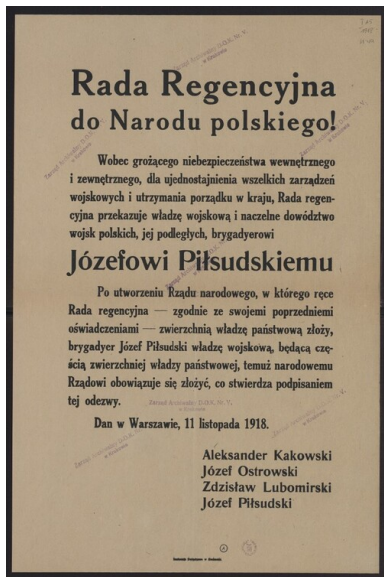 Rada Regencyjna
do Narodu polskiego!
Wobec grożącego niebezpieczeństwa wewnętrznego
i zewnętrznego, dla ujednostajnienia wszelkich zarządzeń
wojskowych i utrzymania porządku w kraju, Rada regen-
cyjna przekazuje władzę wojskową i naczelne dowództwo
wojsk polskich, jej podległych, brygadyerowi
Józefowi Piłsudskiemu
Po utworzeniu Rządu narodowego, w którego ręce
Rada regencyjna — zgodnie ze swojemi poprzedniemi
oświadczeniami — zwierzchnią władzę państwową złoży,
brygadyer Józef Piłsudski władzę wojskową, będącą czę-
ścią zwierzchniej władzy państwowej, temuż narodowemu
Rządowi obowiązuje się złożyć, co stwierdza podpisaniem
tej odezwy.
Dan w Warszawie, 11 listopada 1918.
Aleksander Kakowski
Józef Ostrowski
Zdzisław Lubomirski
Józef Piłsudski